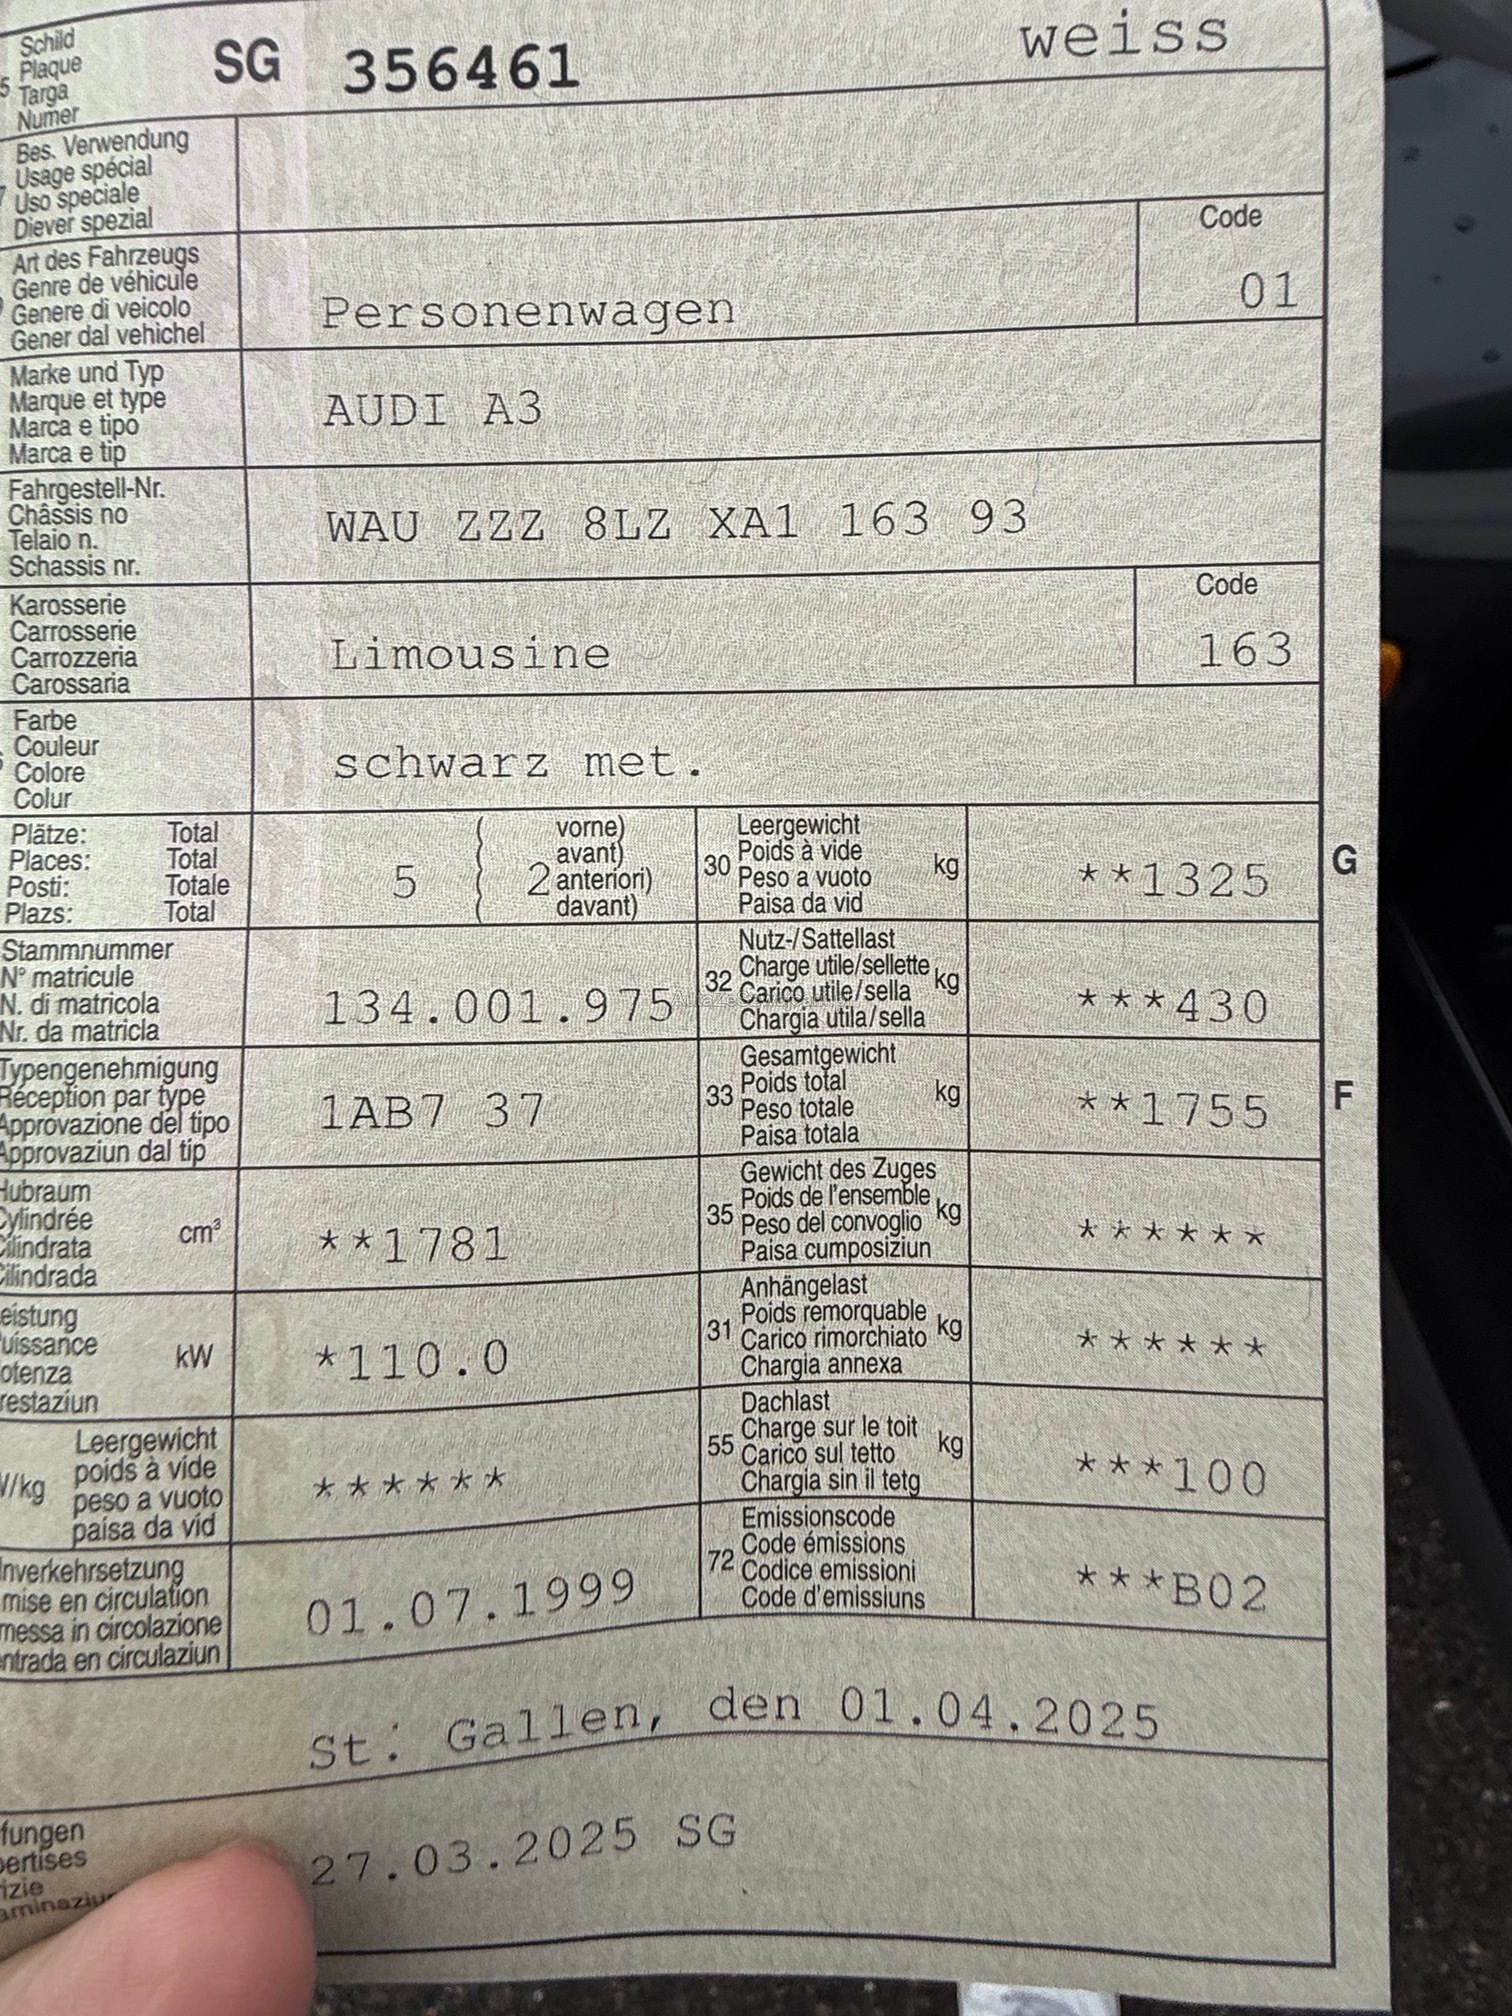 Schild
Plaque
Targa
Numer
SG 356461 weiss
Bes. Verwendung
Usage spécial
Uso speciale
Diever spezial
Art des Fahrzeugs
Genre de véhicule
Genere di veicolo
Gener dal vehichel
Personenwagen
Code
01
Marke und Typ
Marque et type
Marca e tipo
Marca e tip
AUDI A3
Fahrgestell-Nr.
Châssis no
Telaio n.
Schassis nr.
WAU ZZZ 8LZ XA1 163 93
Karosserie
Carrosserie
Carrozzeria
Carossaria
Limousine
Code
163
Farbe
Couleur
Colore
Colur
schwarz met.
Plätze: Total
Places: Total
Posti: Totale
Plazs: Total
5
2
vorne)
avant)
anteriori)
davant)
30
Leergewicht
Poids à vide
Peso a vuoto
Paisa da vid
kg
**1325
G
Stammnummer
N° matricule
N. di matricola
Nr. da matricla
134.001.975
32
Nutz-/Sattellast
Charge utile/sellette
Carico utile/sella
Chargia utila/sella
kg
***430
Typengenehmigung
Réception par type
Approvazione del tipo
Approvaziun dal tip
1AB7 37
33
Gesamtgewicht
Poids total
Peso totale
Paisa totala
kg
**1755
F
Hubraum
Cylindrée
Cilindrata
Cilindrada
cm³
**1781
35
Gewicht des Zuges
Poids de l'ensemble
Peso del convoglio
Paisa cumposiziun
kg
******
eistung
uissance
otenza
restaziun
kW
*110.0
31
Anhängelast
Poids remorquable
Carico rimorchiato
Chargia annexa
kg
******
/kg
Leergewicht
poids à vide
peso a vuoto
paisa da vid
******
55
Dachlast
Charge sur le toit
Carico sul tetto
Chargia sin il tetg
kg
***100
nverkehrsetzung
mise en circulation
messa in circolazione
ntrada en circulaziun
01.07.1999
72
Emissionscode
Code émissions
Codice emissioni
Code d'emissiuns
***B02
St. Gallen, den 01.04.2025
fungen
pertises
izie
aminaziu
27.03.2025 SG